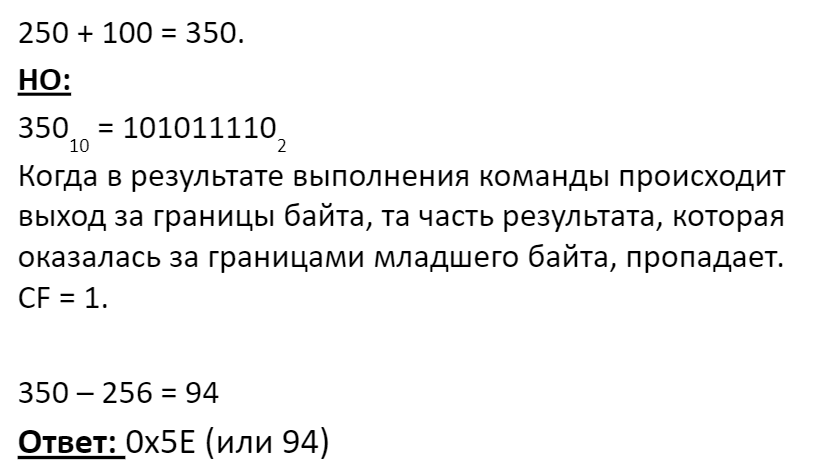 250 + 100 = 350.
НО:
350₁₀ = 101011110₂
Когда в результате выполнения команды происходит
выход за границы байта, та часть результата, которая
оказалась за границами младшего байта, пропадает.
CF = 1.
350 – 256 = 94
Ответ: 0x5E (или 94)